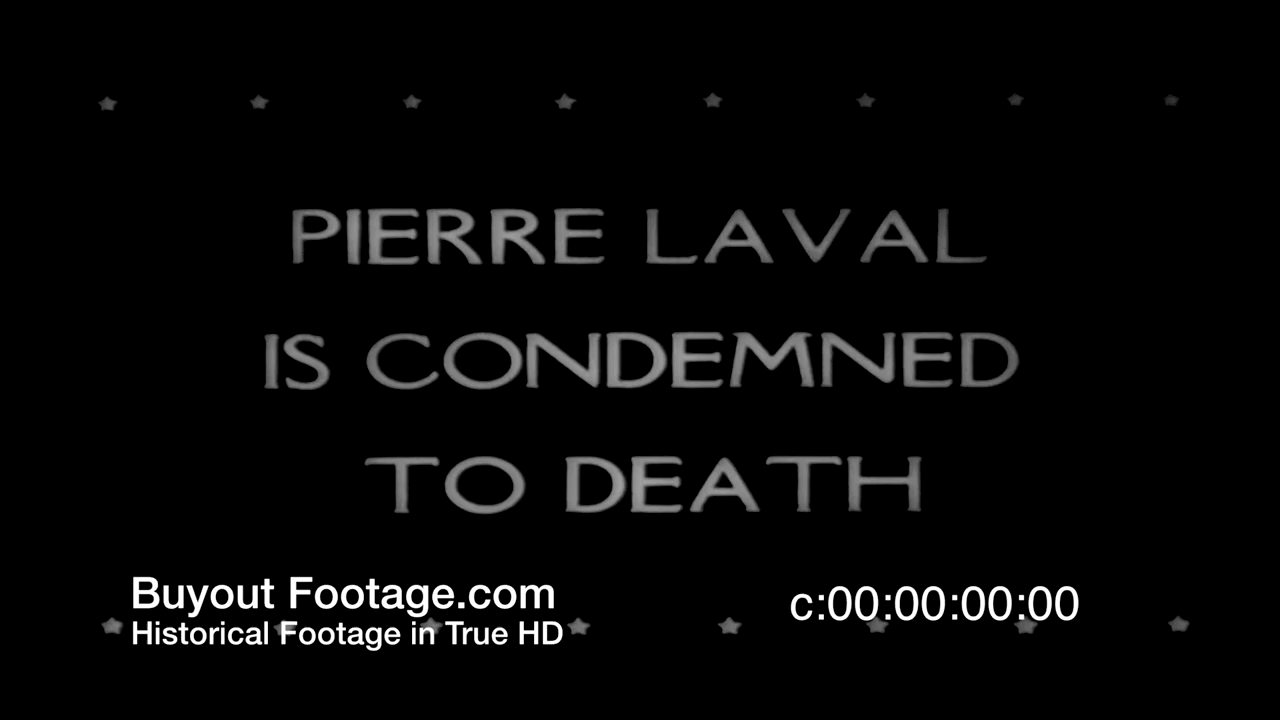 PIERRE LAVAL
IS CONDEMNED
TO DEATH
Buyout Footage.com
c:00:00:00:00
Historical Footage in True HD